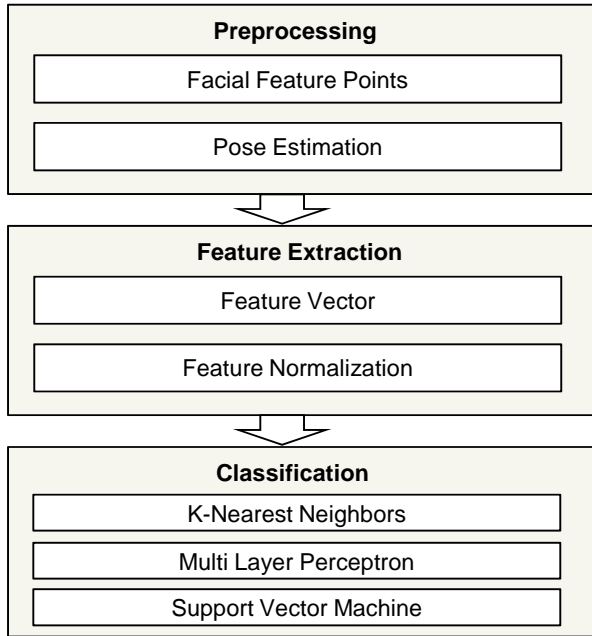 Preprocessing
Facial Feature Points
Pose Estimation
Feature Extraction
Feature Vector
Feature Normalization
Classification
K-Nearest Neighbors
Multi Layer Perceptron
Support Vector Machine